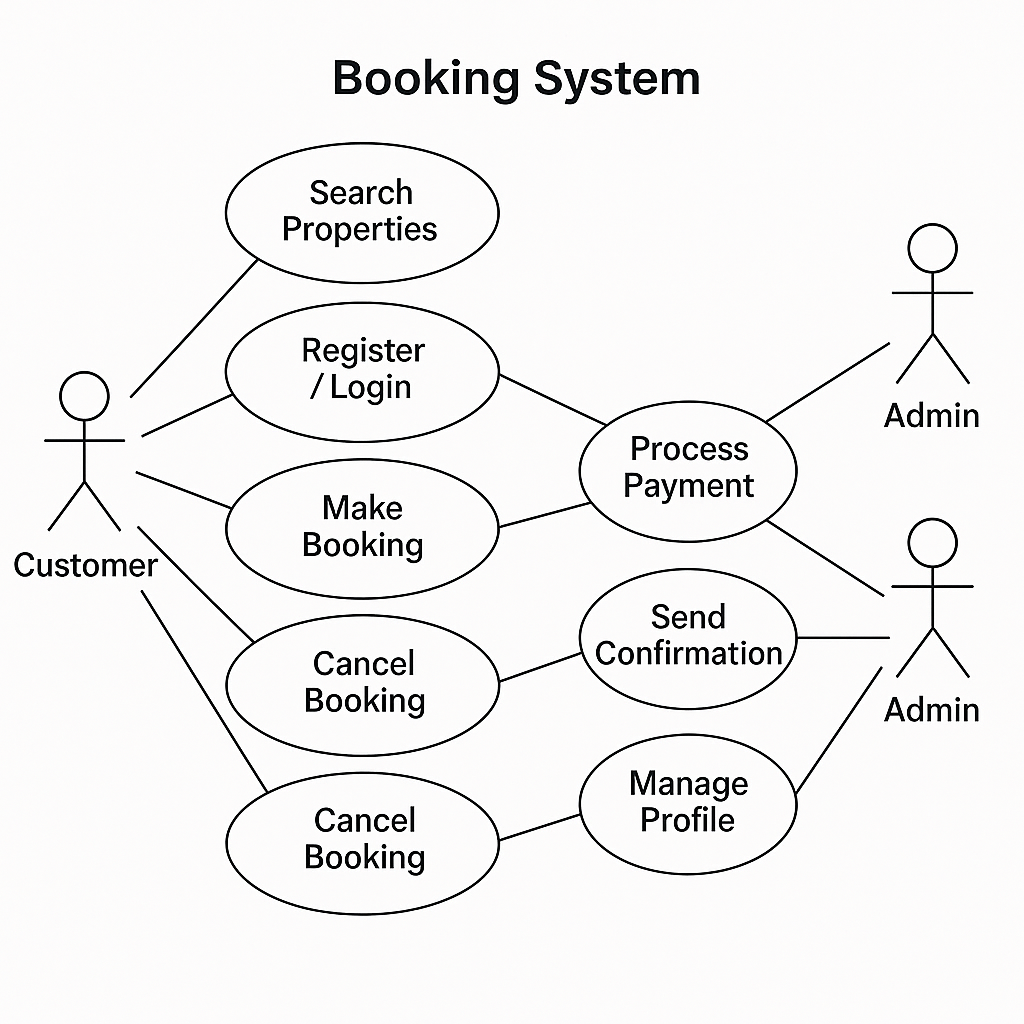 Booking System
Search
Properties
Register
/ Login
Make
Booking
Cancel
Booking
Cancel
Booking
Customer
Process
Payment
Send
Confirmation
Manage
Profile
Admin
Admin